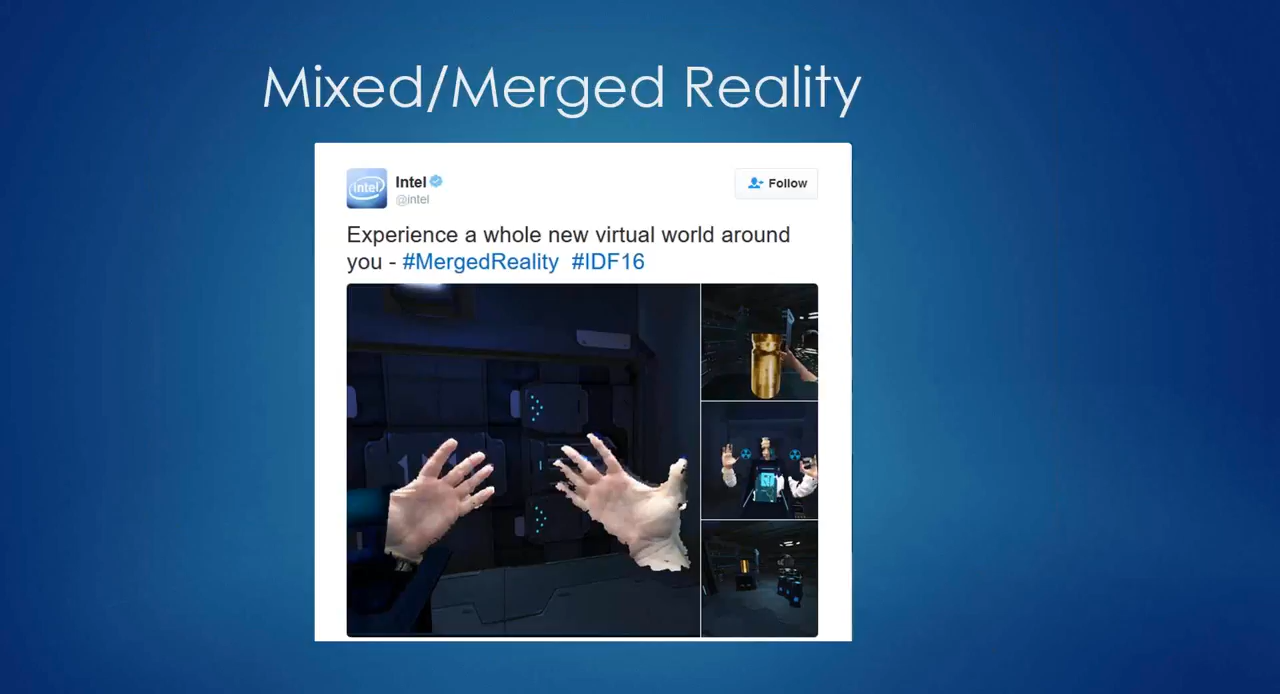 Mixed/Merged Reality
intel
Intel
@intel
Follow
Experience a whole new virtual world around
you - #MergedReality #IDF16